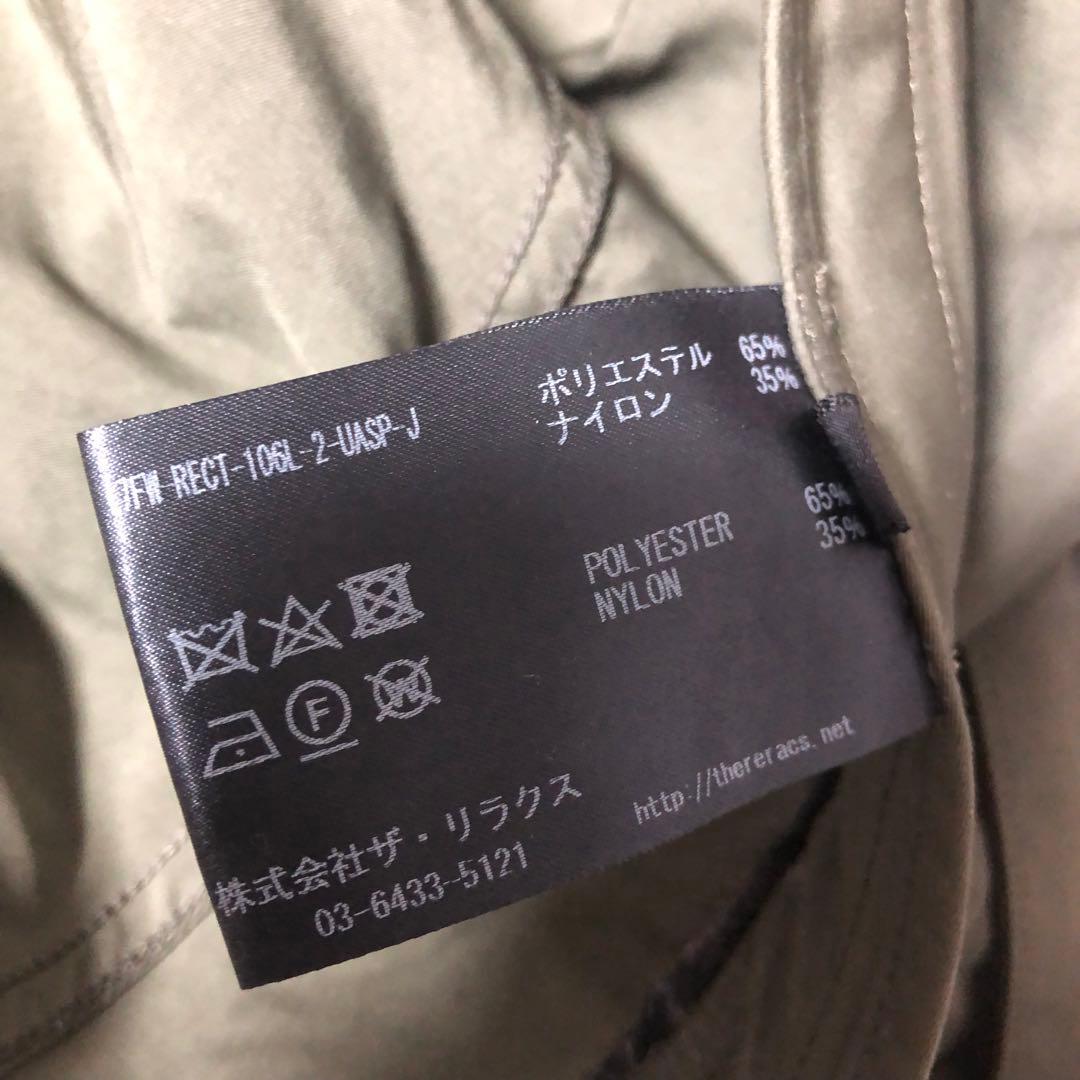 17FW-RECT-106L-2-UASP-J
ポリエステル 65%
ナイロン 35%
POLYESTER 65%
NYLON 35%
F
W
株式会社ザ・リラクス
03-6433-5121
http://thereracs.net